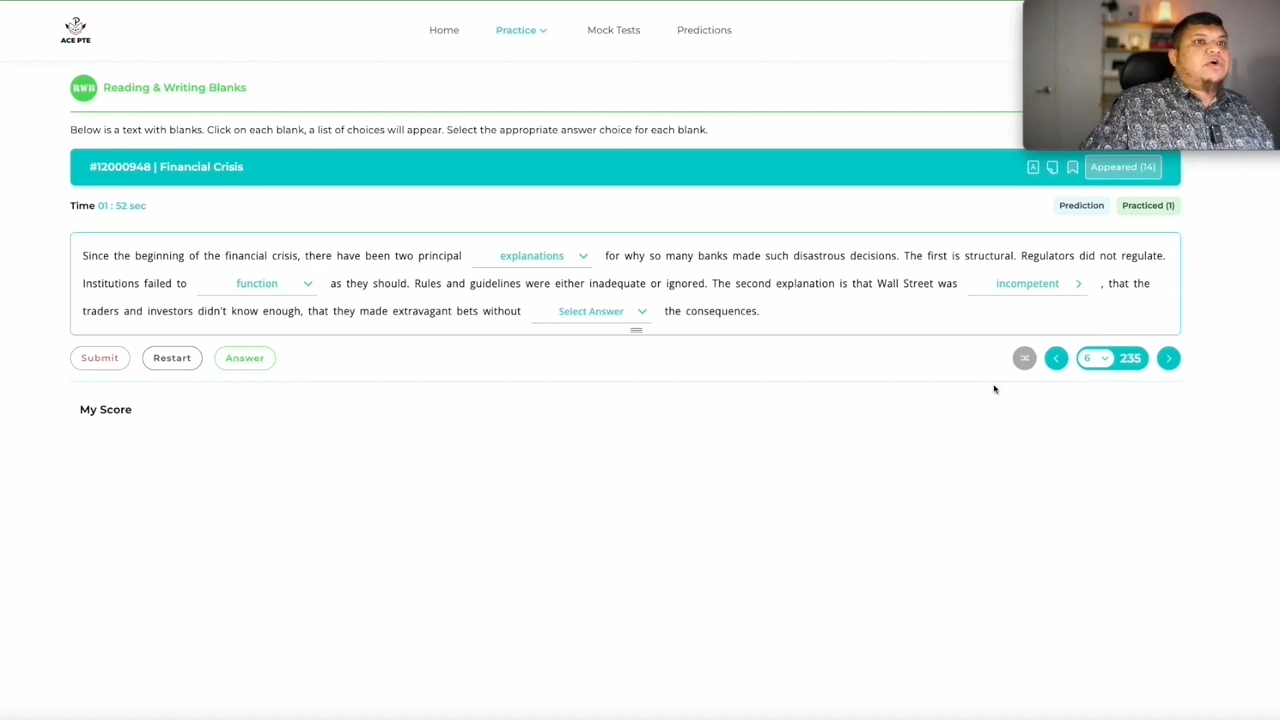 ACE PTE
Home Practice Mock Tests Predictions
RWB Reading & Writing Blanks
Below is a text with blanks. Click on each blank, a list of choices will appear. Select the appropriate answer choice for each blank.
#12000948 | Financial Crisis A Appeared (14)
Time 01 : 52 sec Prediction Practiced (1)
Since the beginning of the financial crisis, there have been two principal explanations for why so many banks made such disastrous decisions. The first is structural. Regulators did not regulate.
Institutions failed to function as they should. Rules and guidelines were either inadequate or ignored. The second explanation is that Wall Street was incompetent , that the
traders and investors didn't know enough, that they made extravagant bets without Select Answer the consequences.
Submit Restart Answer 6 235
My Score